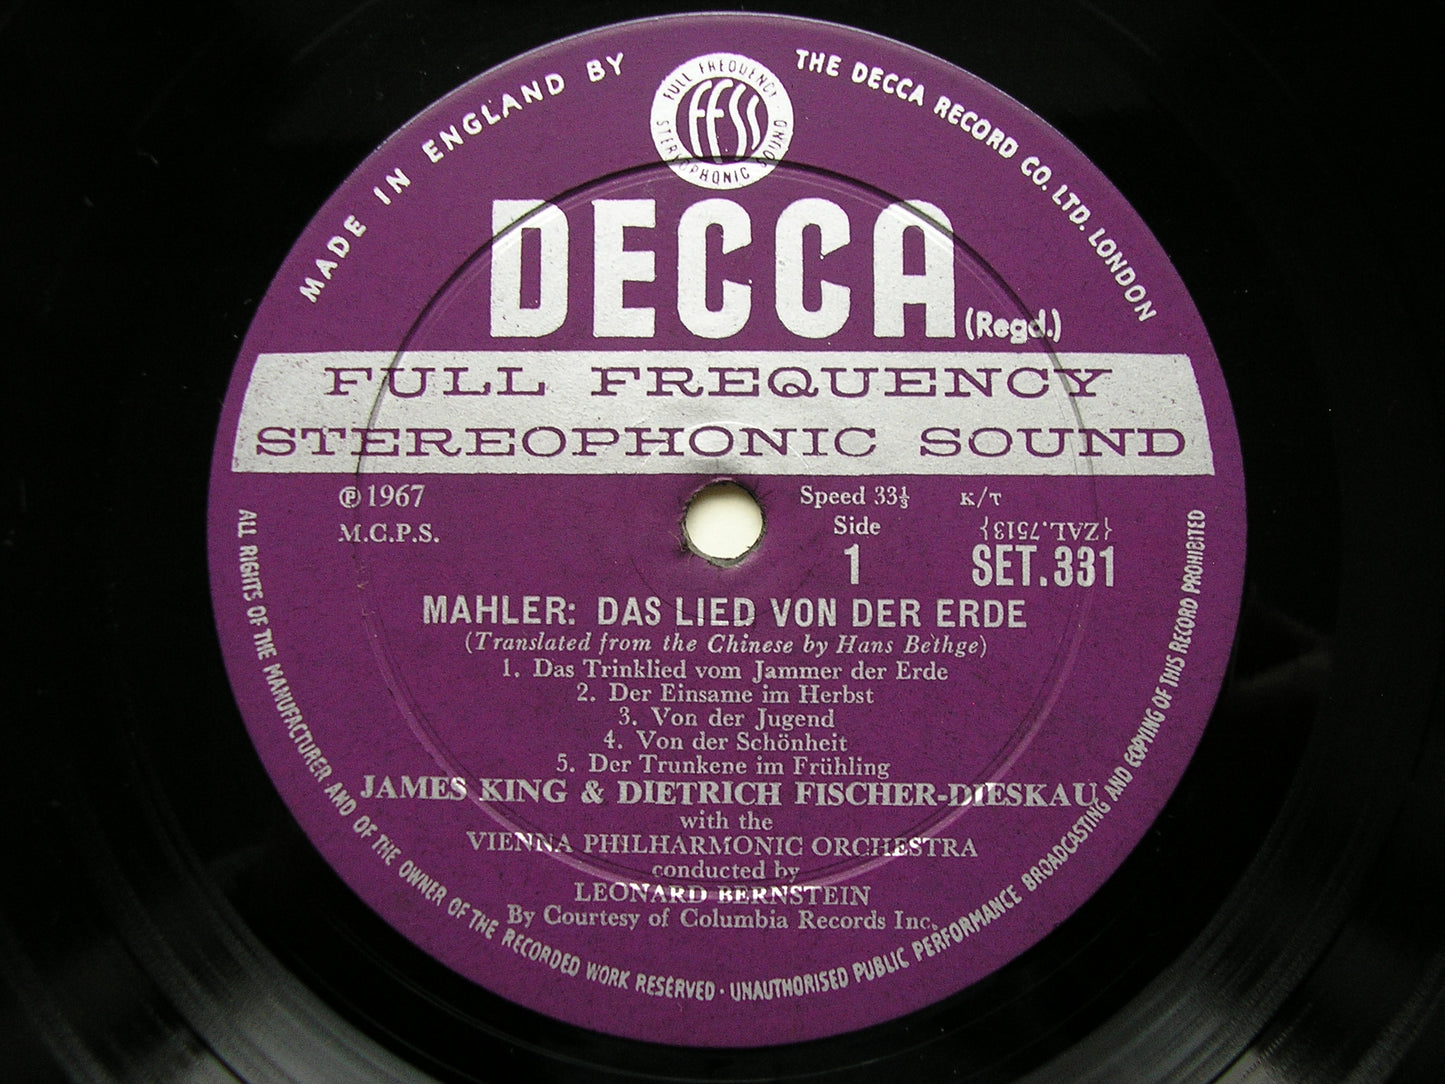 MADE IN ENGLAND BY THE DECCA RECORD CO. LTD. LONDON
FULL FREQUENCY
FFSS
STEREOPHONIC SOUND
DECCA
(Regd.)
FULL FREQUENCY
STEREOPHONIC SOUND
℗1967
Speed 33⅓
K/T
M.C.P.S.
Side
{ZAL.7513}
1
SET.331
MAHLER: DAS LIED VON DER ERDE
(Translated from the Chinese by Hans Bethge)
1. Das Trinklied vom Jammer der Erde
2. Der Einsame im Herbst
3. Von der Jugend
4. Von der Schönheit
5. Der Trunkene im Frühling
JAMES KING & DIETRICH FISCHER-DIESKAU
with the
VIENNA PHILHARMONIC ORCHESTRA
conducted by
LEONARD BERNSTEIN
By Courtesy of Columbia Records Inc.
ALL RIGHTS OF THE MANUFACTURER AND OF THE OWNER OF THE RECORDED WORK RESERVED · UNAUTHORISED PUBLIC PERFORMANCE BROADCASTING AND COPYING OF THIS RECORD PROHIBITED